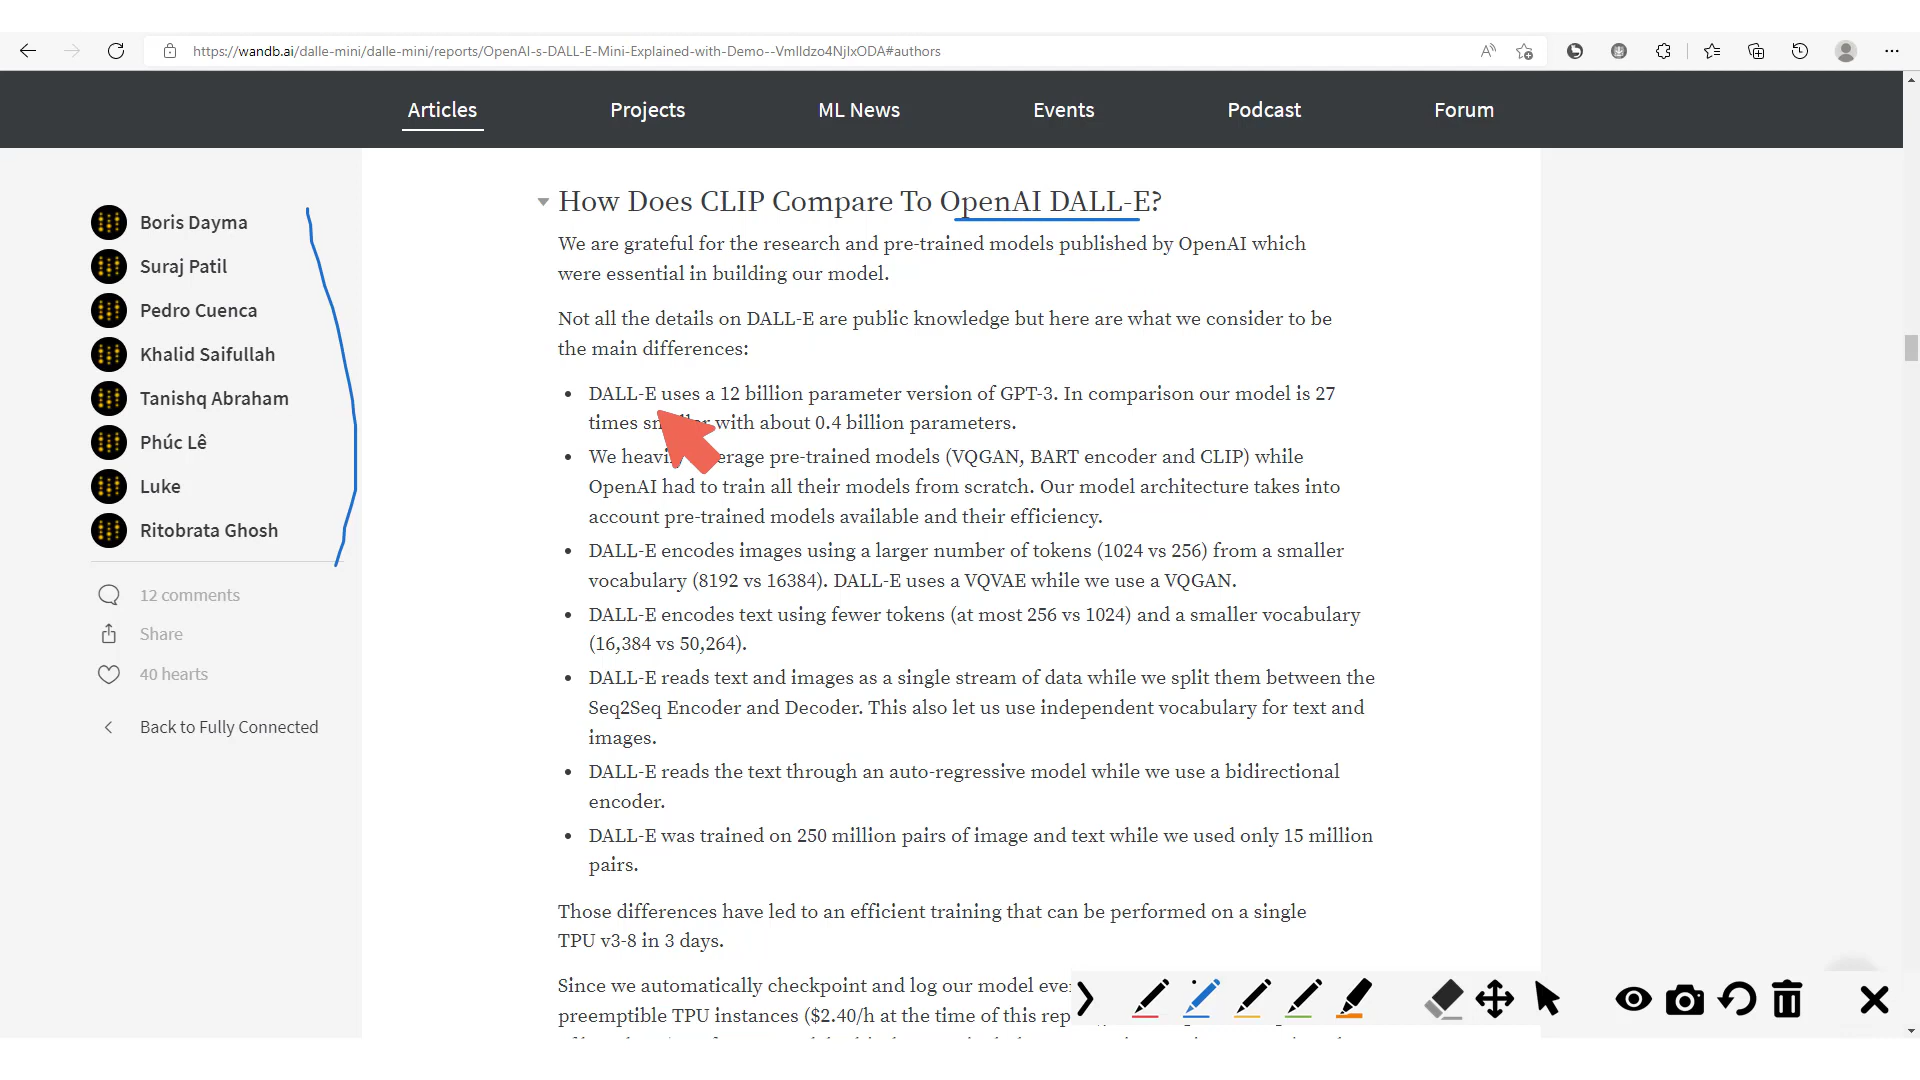 https://wandb.ai/dalle-mini/dalle-mini/reports/OpenAI-s-DALL-E-Mini-Explained-with-Demo--Vmlldzo4NjIxODA#authors
Articles
Projects
ML News
Events
Podcast
Forum
Boris Dayma
Suraj Patil
Pedro Cuenca
Khalid Saifullah
Tanishq Abraham
Phúc Lê
Luke
Ritobrata Ghosh
12 comments
Share
40 hearts
Back to Fully Connected
How Does CLIP Compare To OpenAI DALL-E?
We are grateful for the research and pre-trained models published by OpenAI which
were essential in building our model.
Not all the details on DALL-E are public knowledge but here are what we consider to be
the main differences:
• DALL-E uses a 12 billion parameter version of GPT-3. In comparison our model is 27
times smaller with about 0.4 billion parameters.
• We heavily leverage pre-trained models (VQGAN, BART encoder and CLIP) while
OpenAI had to train all their models from scratch. Our model architecture takes into
account pre-trained models available and their efficiency.
• DALL-E encodes images using a larger number of tokens (1024 vs 256) from a smaller
vocabulary (8192 vs 16384). DALL-E uses a VQVAE while we use a VQGAN.
• DALL-E encodes text using fewer tokens (at most 256 vs 1024) and a smaller vocabulary
(16,384 vs 50,264).
• DALL-E reads text and images as a single stream of data while we split them between the
Seq2Seq Encoder and Decoder. This also let us use independent vocabulary for text and
images.
• DALL-E reads the text through an auto-regressive model while we use a bidirectional
encoder.
• DALL-E was trained on 250 million pairs of image and text while we used only 15 million
pairs.
Those differences have led to an efficient training that can be performed on a single
TPU v3-8 in 3 days.
Since we automatically checkpoint and log our model
preemptible TPU instances ($2.40/h at the time of this